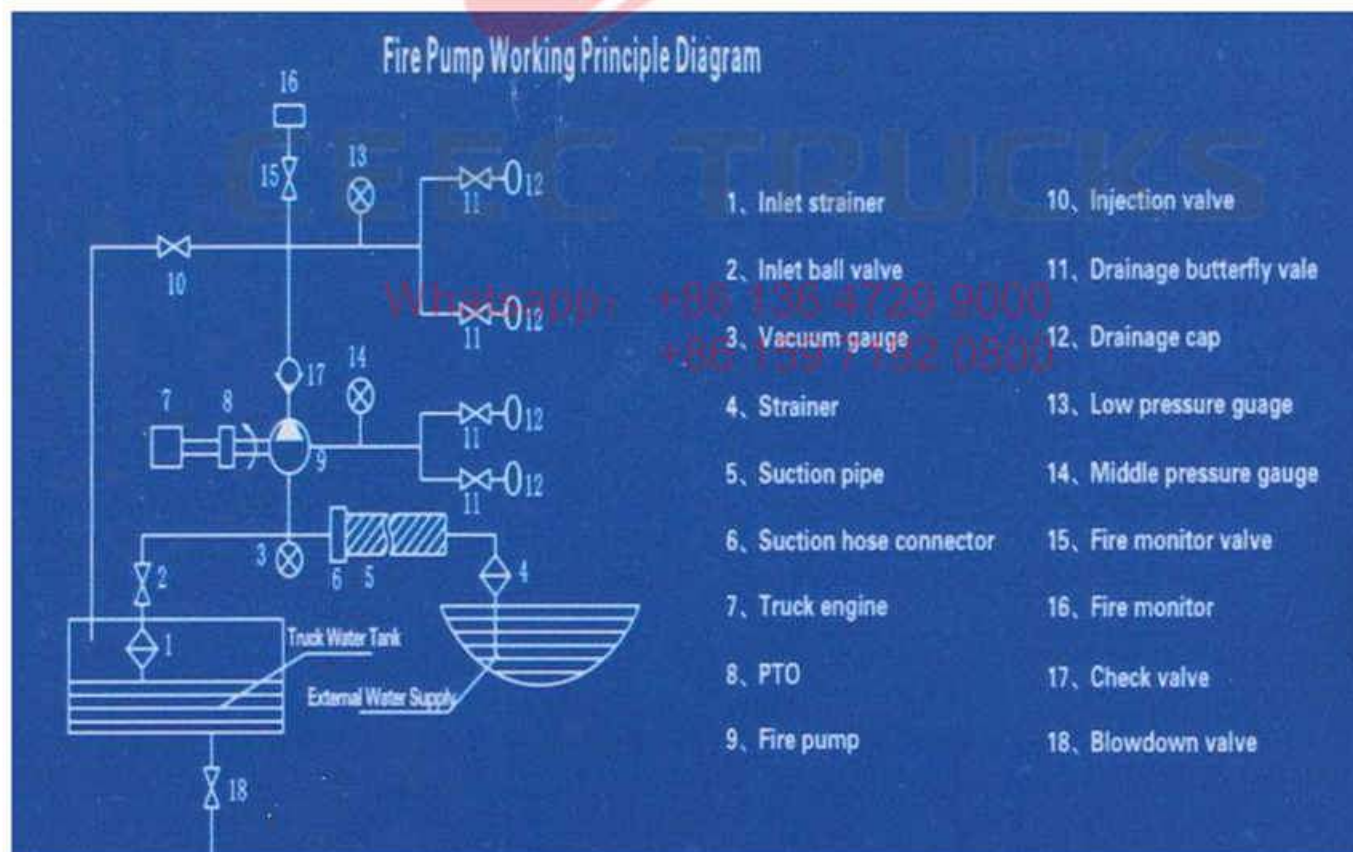 Fire Pump Working Principle Diagram
CEEC TRUCKS
16
13
15
12
11
10
12
11
14
17
7
8
12
11
9
12
11
3
6
5
4
2
1
Truck Water Tank
External Water Supply
18
1、Inlet strainer
2、Inlet ball valve
Whatsapp: +86 136 4729 9000
3、Vacuum gauge
+86 159 7192 0800
4、Strainer
5、Suction pipe
6、Suction hose connector
7、Truck engine
8、PTO
9、Fire pump
10、Injection valve
11、Drainage butterfly vale
12、Drainage cap
13、Low pressure guage
14、Middle pressure gauge
15、Fire monitor valve
16、Fire monitor
17、Check valve
18、Blowdown valve